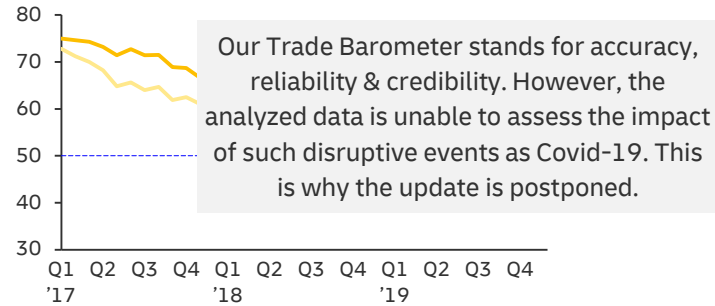 80
70
60
50
40
30
Our Trade Barometer stands for accuracy,
reliability & credibility. However, the
analyzed data is unable to assess the impact
of such disruptive events as Covid-19. This
is why the update is postponed.
Q1 Q2 Q3 Q4 Q1 Q2 Q3 Q4 Q1 Q2 Q3 Q4
’17 ’18 ’19